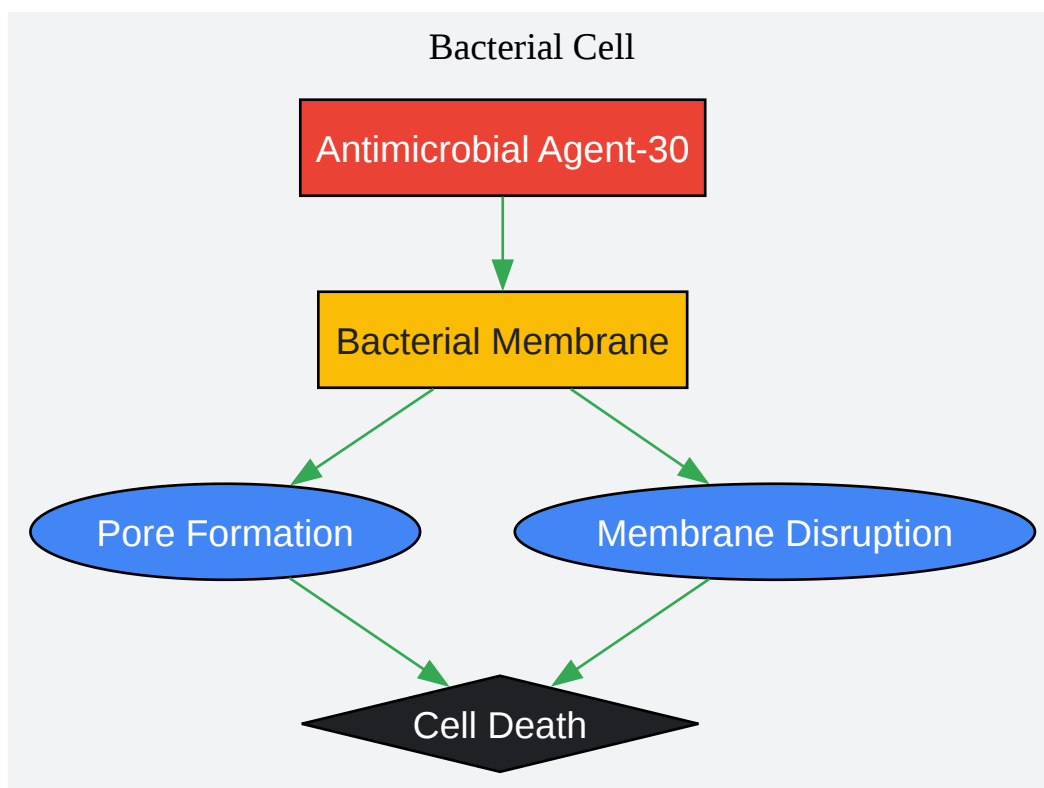 Bacterial Cell
Antimicrobial Agent-30
Bacterial Membrane
Pore Formation
Membrane Disruption
Cell Death